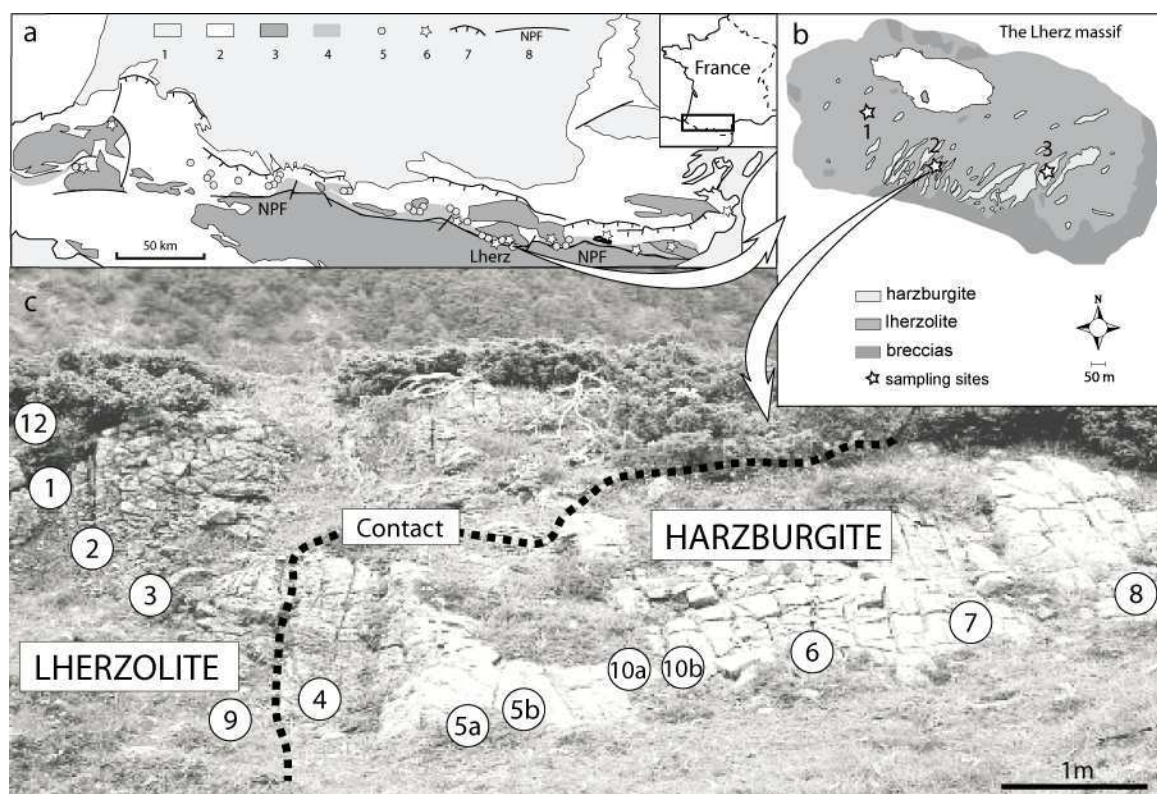 a
1 2 3 4 5 6 7 8
NPF
France
NPF
50 km
Lherz
NPF
b
The Lherz massif
1
2
3
harzburgite
lherzolite
breccias
sampling sites
N
50 m
c
12
1
2
3
Contact
HARZBURGITE
LHERZOLITE
9
4
5a
5b
10a
10b
6
7
8
1m